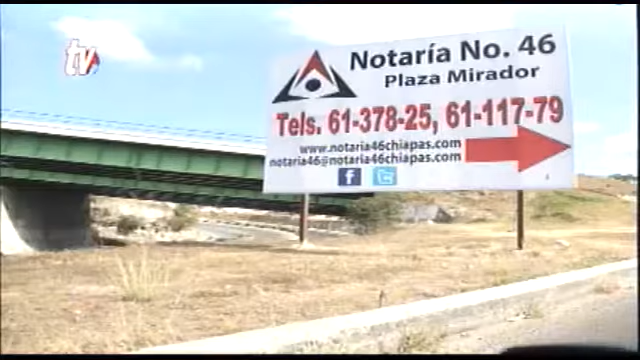 tv
Notaría No. 46
Plaza Mirador
Tels. 61-378-25, 61-117-79
www.notaria46chiapas.com
notaria46@notaria46chiapas.com
f